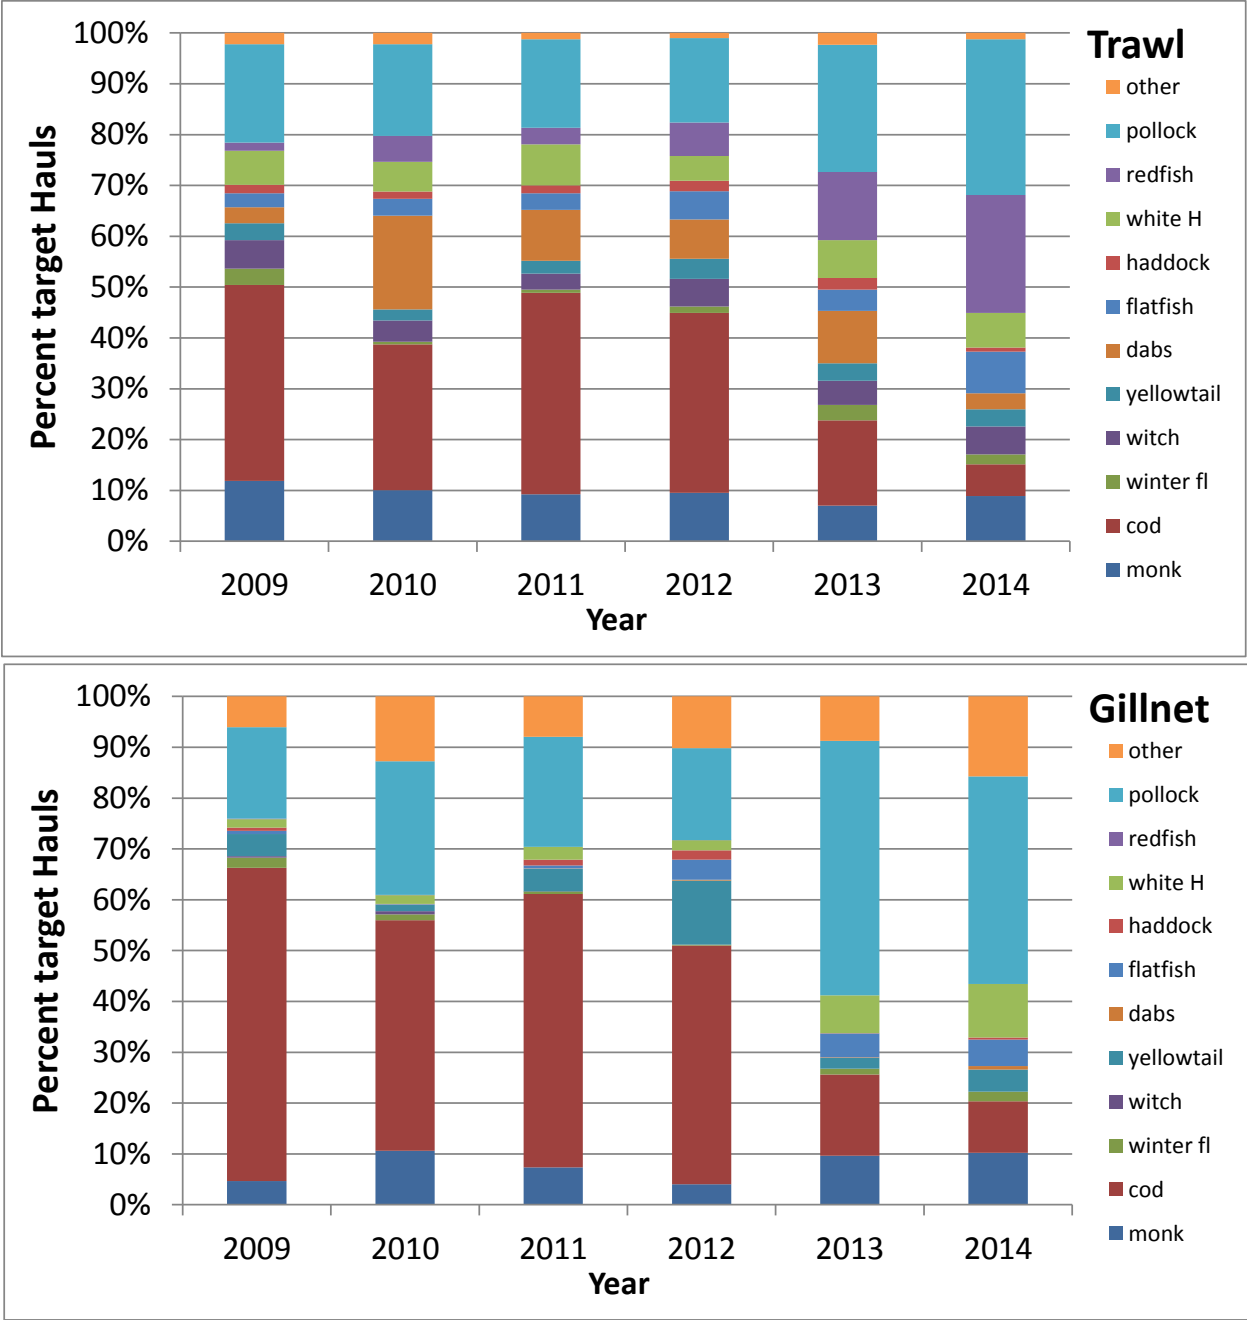 Trawl
Percent target Hauls
100%
90%
80%
70%
60%
50%
40%
30%
20%
10%
0%
2009 2010 2011 2012 2013 2014
Year
other
pollock
redfish
white H
haddock
flatfish
dabs
yellowtail
witch
winter fl
cod
monk
Gillnet
Percent target Hauls
100%
90%
80%
70%
60%
50%
40%
30%
20%
10%
0%
2009 2010 2011 2012 2013 2014
Year
other
pollock
redfish
white H
haddock
flatfish
dabs
yellowtail
witch
winter fl
cod
monk